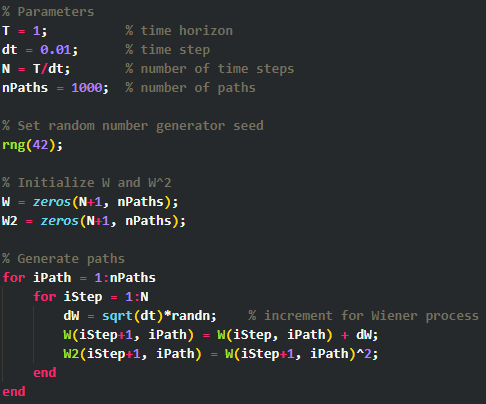 % Parameters
T = 1;          % time horizon
dt = 0.01;      % time step
N = T/dt;       % number of time steps
nPaths = 1000;  % number of paths

% Set random number generator seed
rng(42);

% Initialize W and W^2
W = zeros(N+1, nPaths);
W2 = zeros(N+1, nPaths);

% Generate paths
for iPath = 1:nPaths
    for iStep = 1:N
        dW = sqrt(dt)*randn;    % increment for Wiener process
        W(iStep+1, iPath) = W(iStep, iPath) + dW;
        W2(iStep+1, iPath) = W(iStep+1, iPath)^2;
    end
end